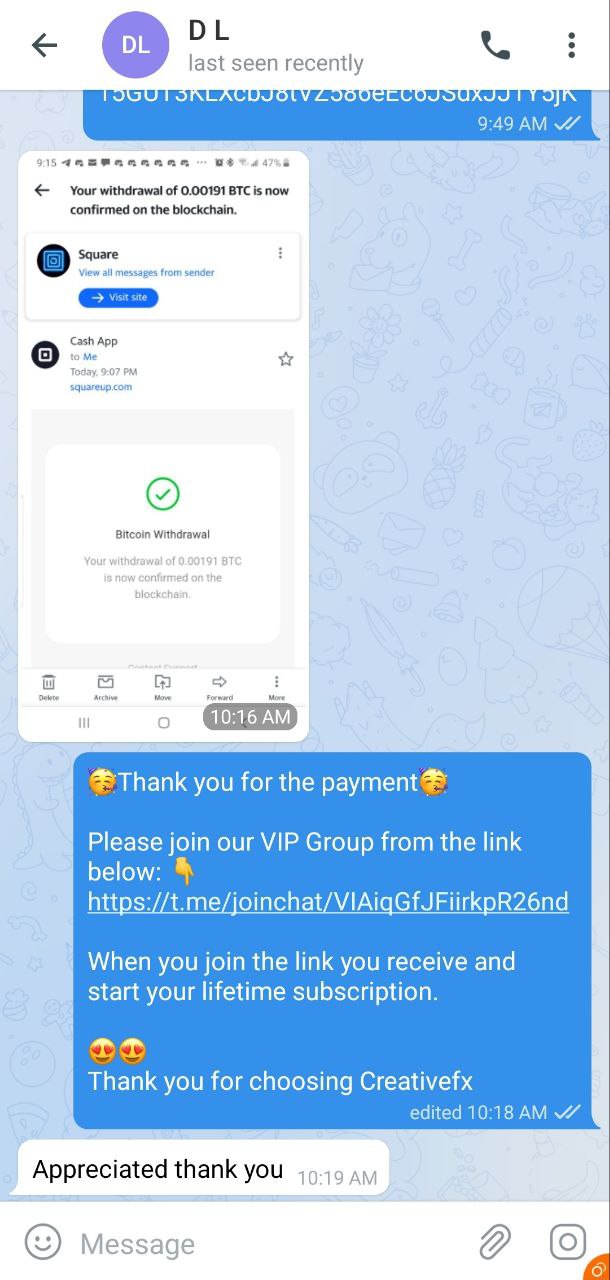 DL
D L
last seen recently
9:49 AM
9:15
47%
Your withdrawal of 0.00191 BTC is now
confirmed on the blockchain.
Square
View all messages from sender
→ Visit site
Cash App
to Me
Today, 9:07 PM
squareup.com
Bitcoin Withdrawal
Your withdrawal of 0.00191 BTC
is now confirmed on the
blockchain.
Contact Support
Delete
Archive
Move
Forward
More
10:16 AM
🥳Thank you for the payment🥳
Please join our VIP Group from the link
below: 👇
https://t.me/joinchat/VIAiqGfJFiirkpR26nd
When you join the link you receive and
start your lifetime subscription.
😍😍
Thank you for choosing Creativefx
edited 10:18 AM
Appreciated thank you 10:19 AM
Message